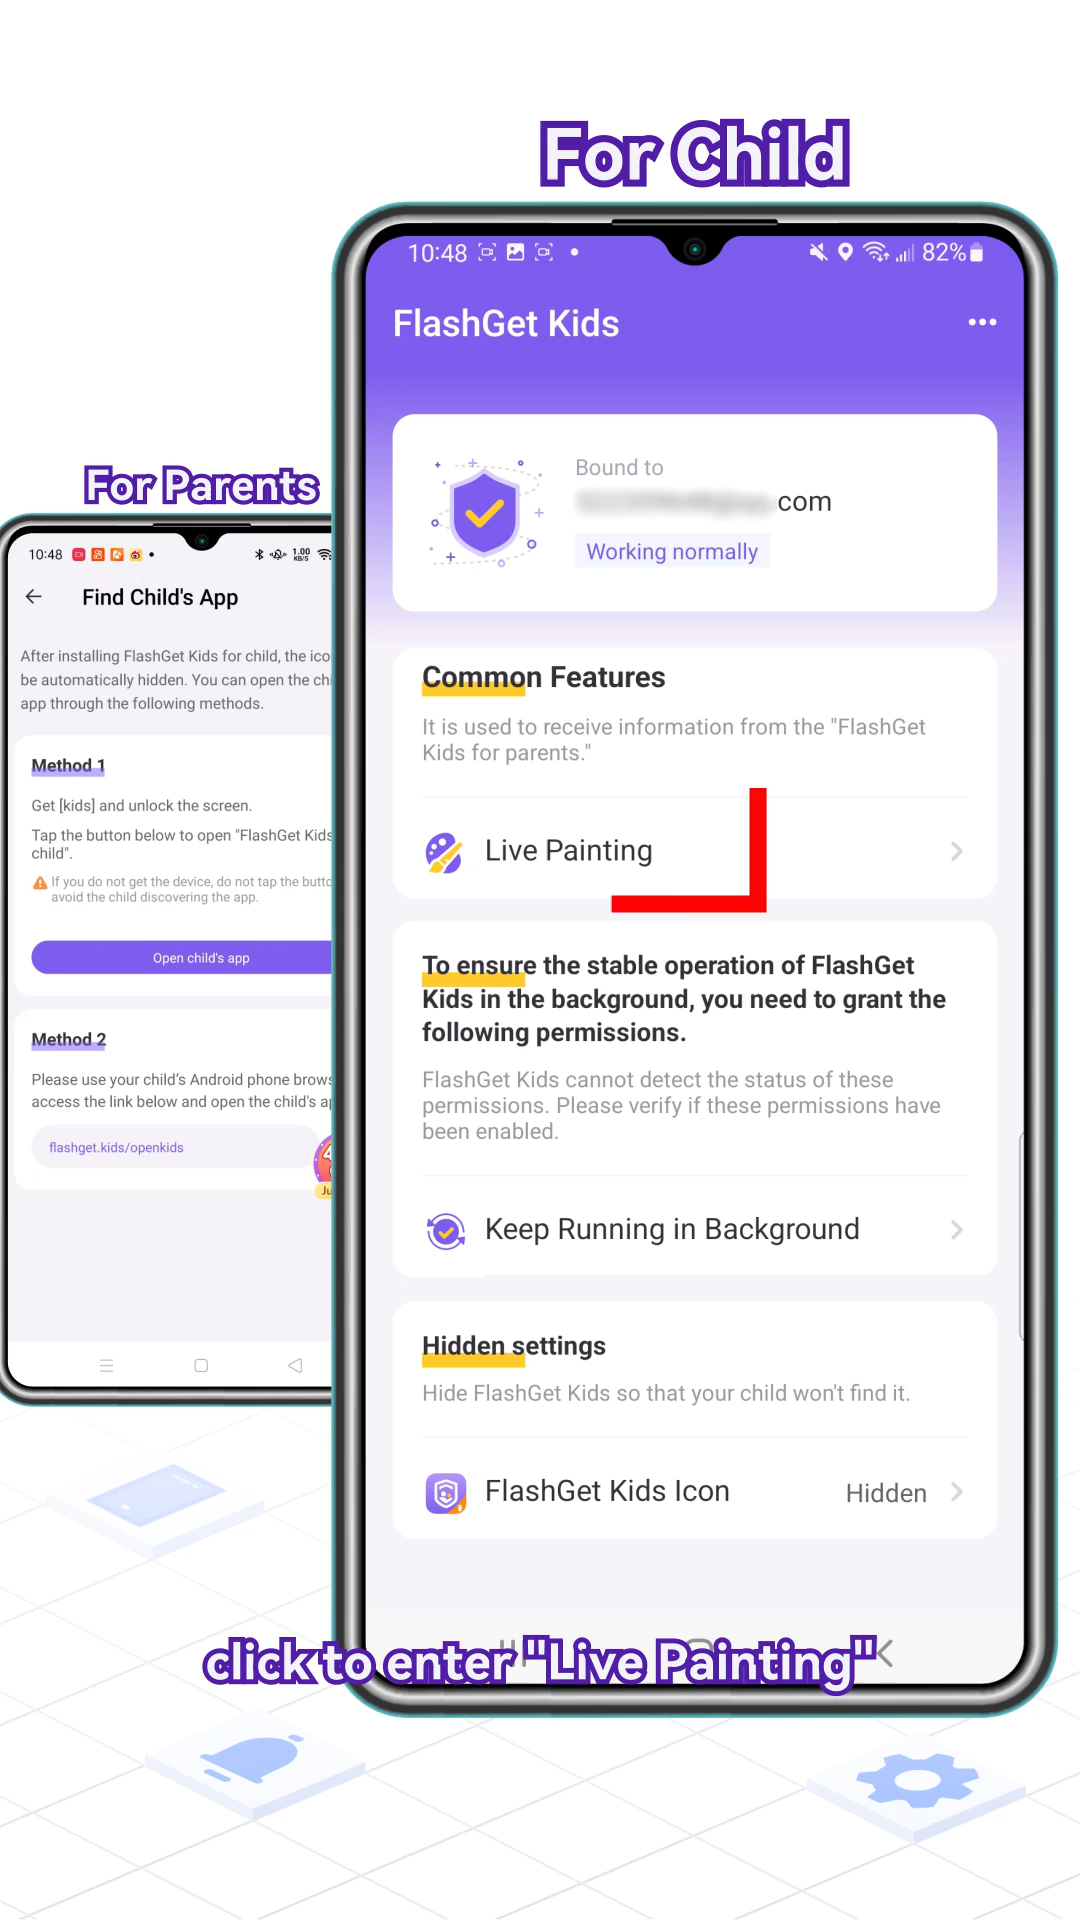 For Child
10:48
82%
FlashGet Kids
Bound to
com
Working normally
Common Features
It is used to receive information from the "FlashGet
Kids for parents."
Live Painting
To ensure the stable operation of FlashGet
Kids in the background, you need to grant the
following permissions.
FlashGet Kids cannot detect the status of these
permissions. Please verify if these permissions have
been enabled.
Keep Running in Background
Hidden settings
Hide FlashGet Kids so that your child won't find it.
FlashGet Kids Icon
Hidden
For Parents
10:48
1.00
KB/S
Find Child's App
After installing FlashGet Kids for child, the
be automatically hidden. You can open the
app through the following methods.
Method 1
Get [kids] and unlock the screen.
Tap the button below to open "FlashGet Kids
child".
If you do not get the device, do not tap the
avoid the child discovering the app.
Open child's app
Method 2
Please use your child's Android phone
access the link below and open the child's
flashget.kids/openkids
click to enter "Live Painting"